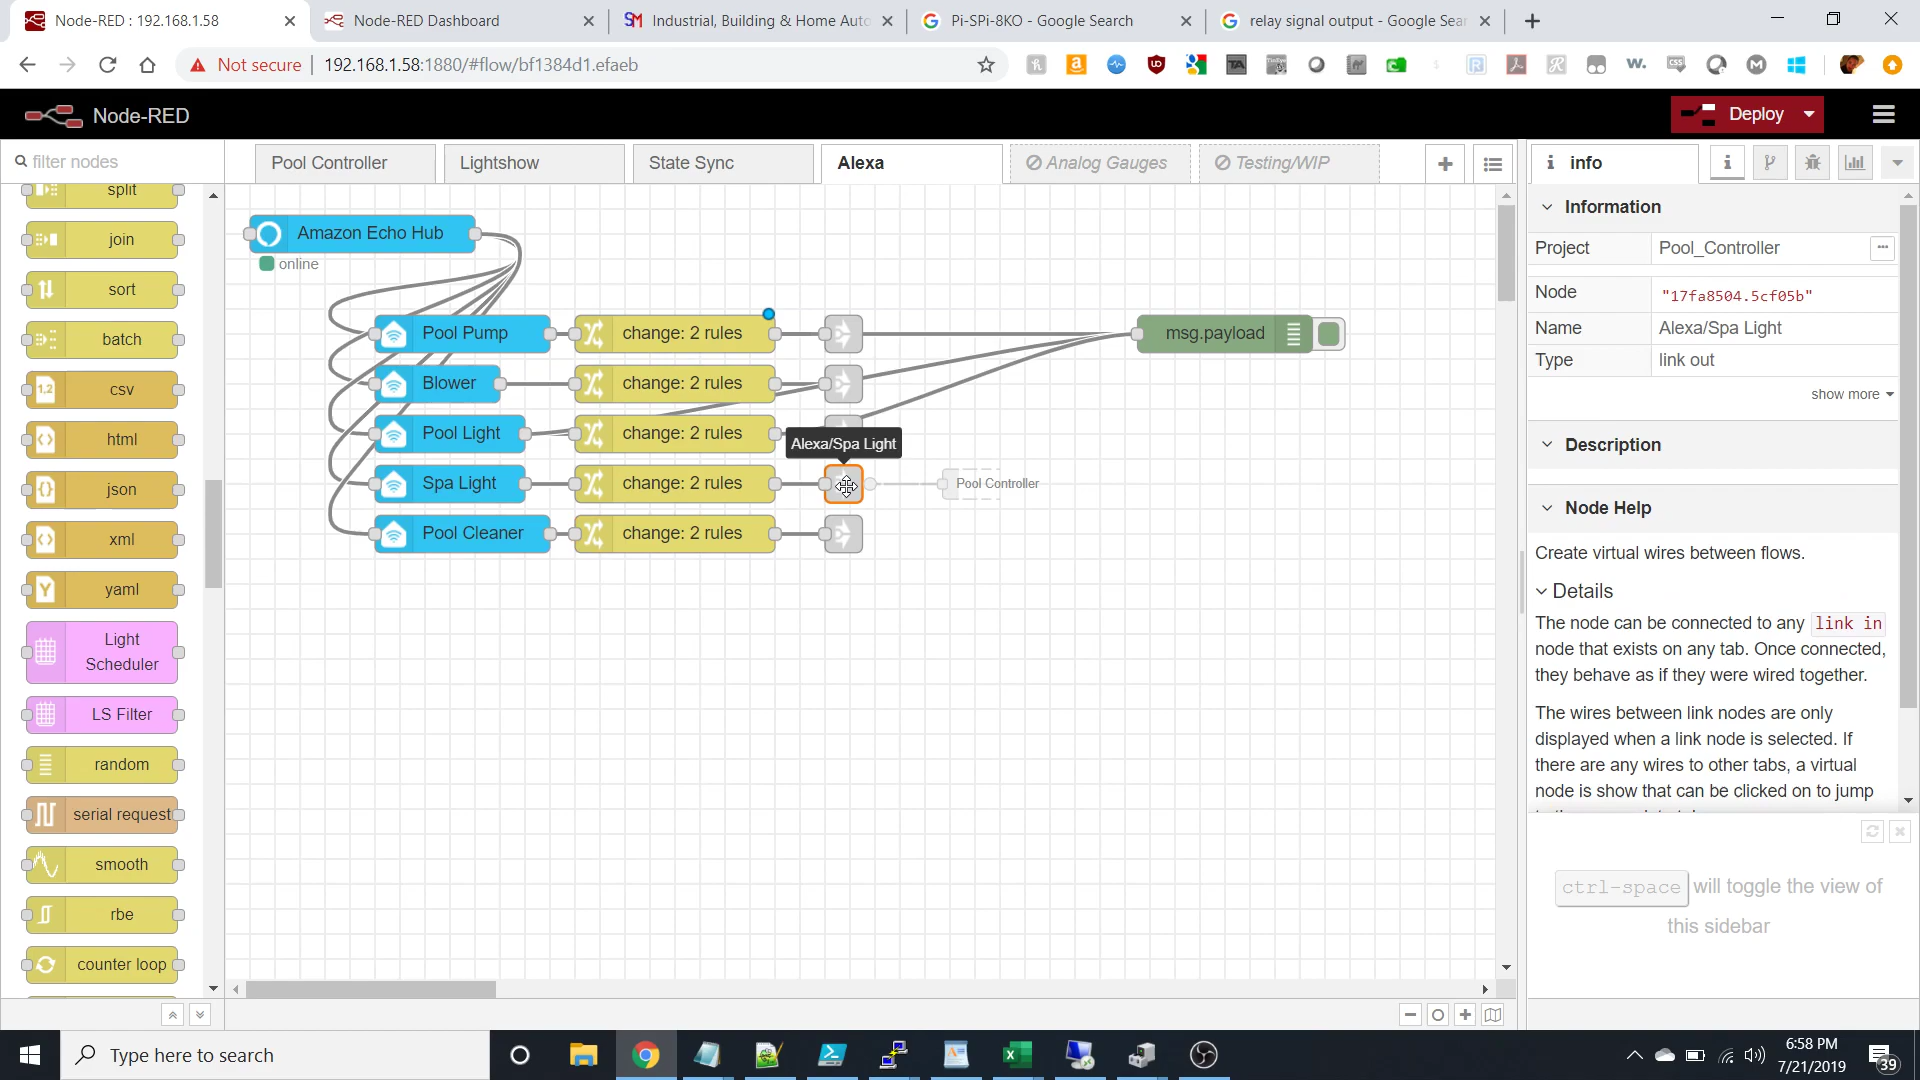 Node-RED : 192.168.1.58
Node-RED Dashboard
Industrial, Building & Home Auto
Pi-SPi-8KO - Google Search
relay signal output - Google Sear
Not secure
192.168.1.58:1880/#flow/bf1384d1.efaeb
Node-RED
Deploy
filter nodes
Pool Controller
Lightshow
State Sync
Alexa
Analog Gauges
Testing/WIP
info
split
join
sort
batch
csv
html
json
xml
yaml
Light
Scheduler
LS Filter
random
serial request
smooth
rbe
counter loop
Amazon Echo Hub
online
Pool Pump
change: 2 rules
msg.payload
Blower
change: 2 rules
Pool Light
change: 2 rules
Alexa/Spa Light
Spa Light
change: 2 rules
Pool Controller
Pool Cleaner
change: 2 rules
Information
Project
Pool_Controller
Node
"17fa8504.5cf05b"
Name
Alexa/Spa Light
Type
link out
show more
Description
Node Help
Create virtual wires between flows.
Details
The node can be connected to any link in
node that exists on any tab. Once connected,
they behave as if they were wired together.
The wires between link nodes are only
displayed when a link node is selected. If
there are any wires to other tabs, a virtual
node is show that can be clicked on to jump
ctrl-space will toggle the view of
this sidebar
Type here to search
6:58 PM
7/21/2019
39